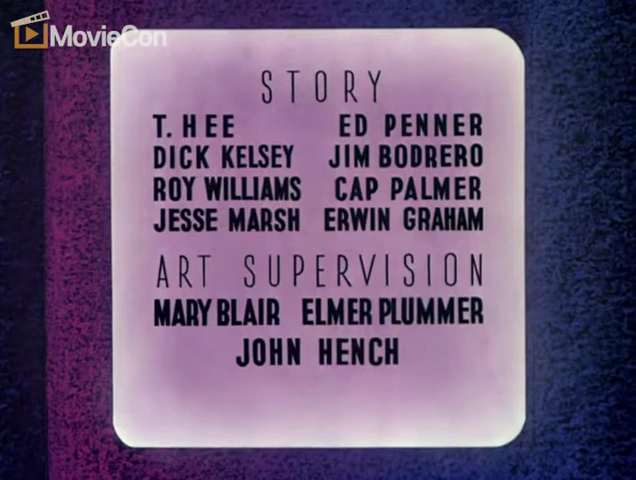 MovieCon
STORY
T. HEE ED PENNER
DICK KELSEY JIM BODRERO
ROY WILLIAMS CAP PALMER
JESSE MARSH ERWIN GRAHAM
ART SUPERVISION
MARY BLAIR ELMER PLUMMER
JOHN HENCH